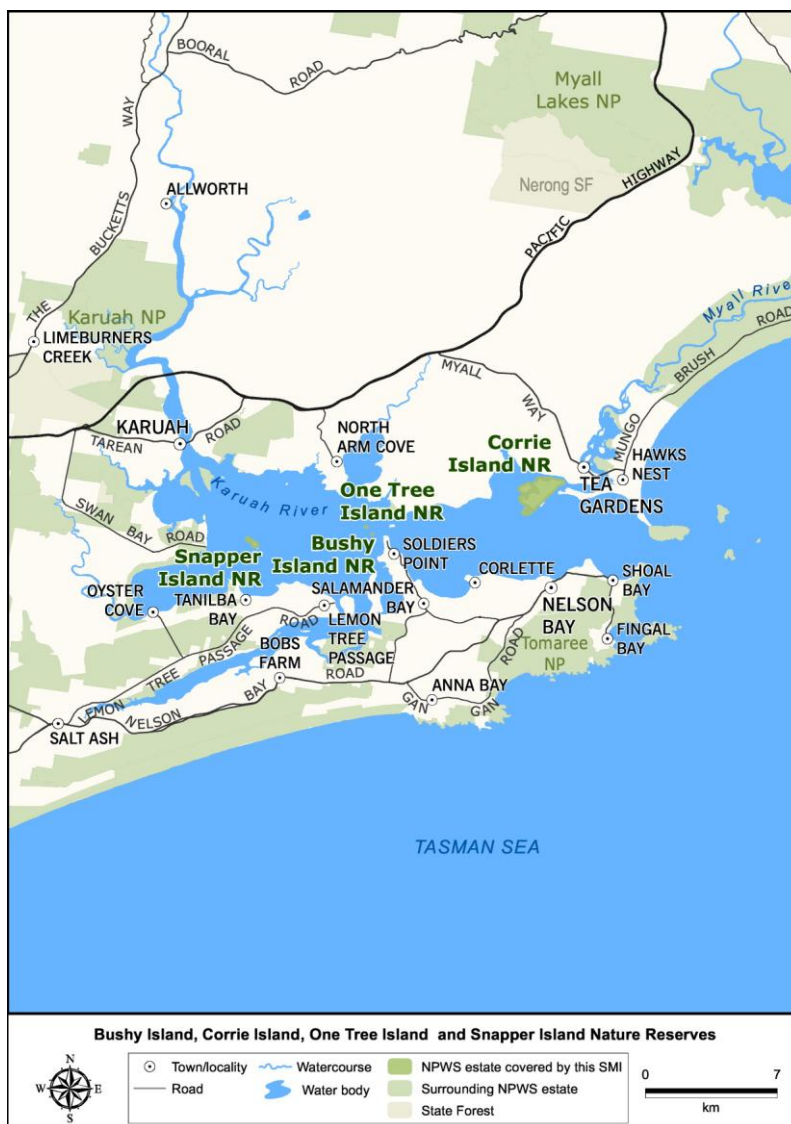 BOORAL ROAD
Myall
Lakes NP
THE BUCKETTS WAY
Nerong SF
PACIFIC HIGHWAY
ALLWORTH
Karuah NP
LIMEBURNERS
CREEK
Myall River
MUNGO BRUSH ROAD
MYALL WAY
KARUAH
TAREAN ROAD
NORTH
ARM COVE
Corrie
Island NR
HAWKS
NEST
TEA
GARDENS
Karuah River
One Tree
Island NR
SWAN BAY ROAD
Snapper
Island NR
Bushy
Island NR
SOLDIERS
POINT
CORLETTE
SHOAL
BAY
OYSTER
COVE
TANILBA
BAY
SALAMANDER
BAY
NELSON
BAY
LEMON
TREE
PASSAGE
FINGAL
BAY
Tomaree
NP
LEMON TREE PASSAGE ROAD
BOBS
FARM
NELSON BAY ROAD
ROAD
ANNA BAY
GAN GAN
SALT ASH
TASMAN SEA
Bushy Island, Corrie Island, One Tree Island and Snapper Island Nature Reserves
N
W E
S
Town/locality
Road
Watercourse
Water body
NPWS estate covered by this SMI
Surrounding NPWS estate
State Forest
0 7
km